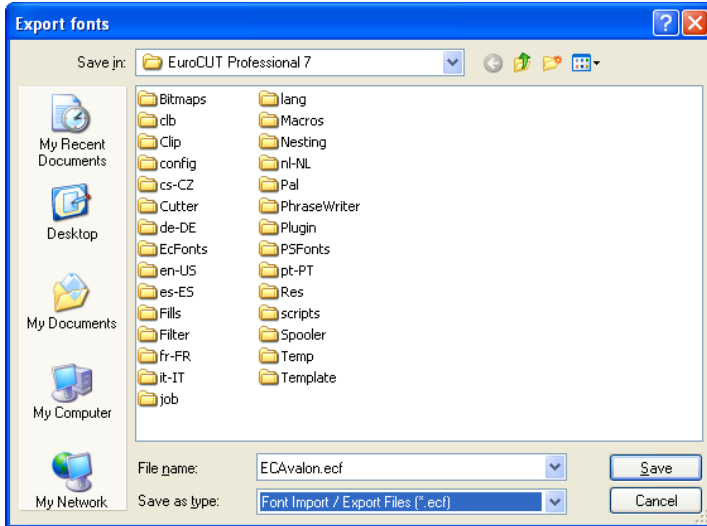 Export fonts
Save in: EuroCUT Professional 7
My Recent Documents
Desktop
My Documents
My Computer
My Network
Bitmaps
clb
Clip
config
cs-CZ
Cutter
de-DE
EcFonts
en-US
es-ES
Fills
Filter
fr-FR
it-IT
job
lang
Macros
Nesting
nl-NL
Pal
PhraseWriter
Plugin
PSFonts
pt-PT
Res
scripts
Spooler
Temp
Template
File name: ECAvalon.ecf Save
Save as type: Font Import / Export Files (*.ecf) Cancel